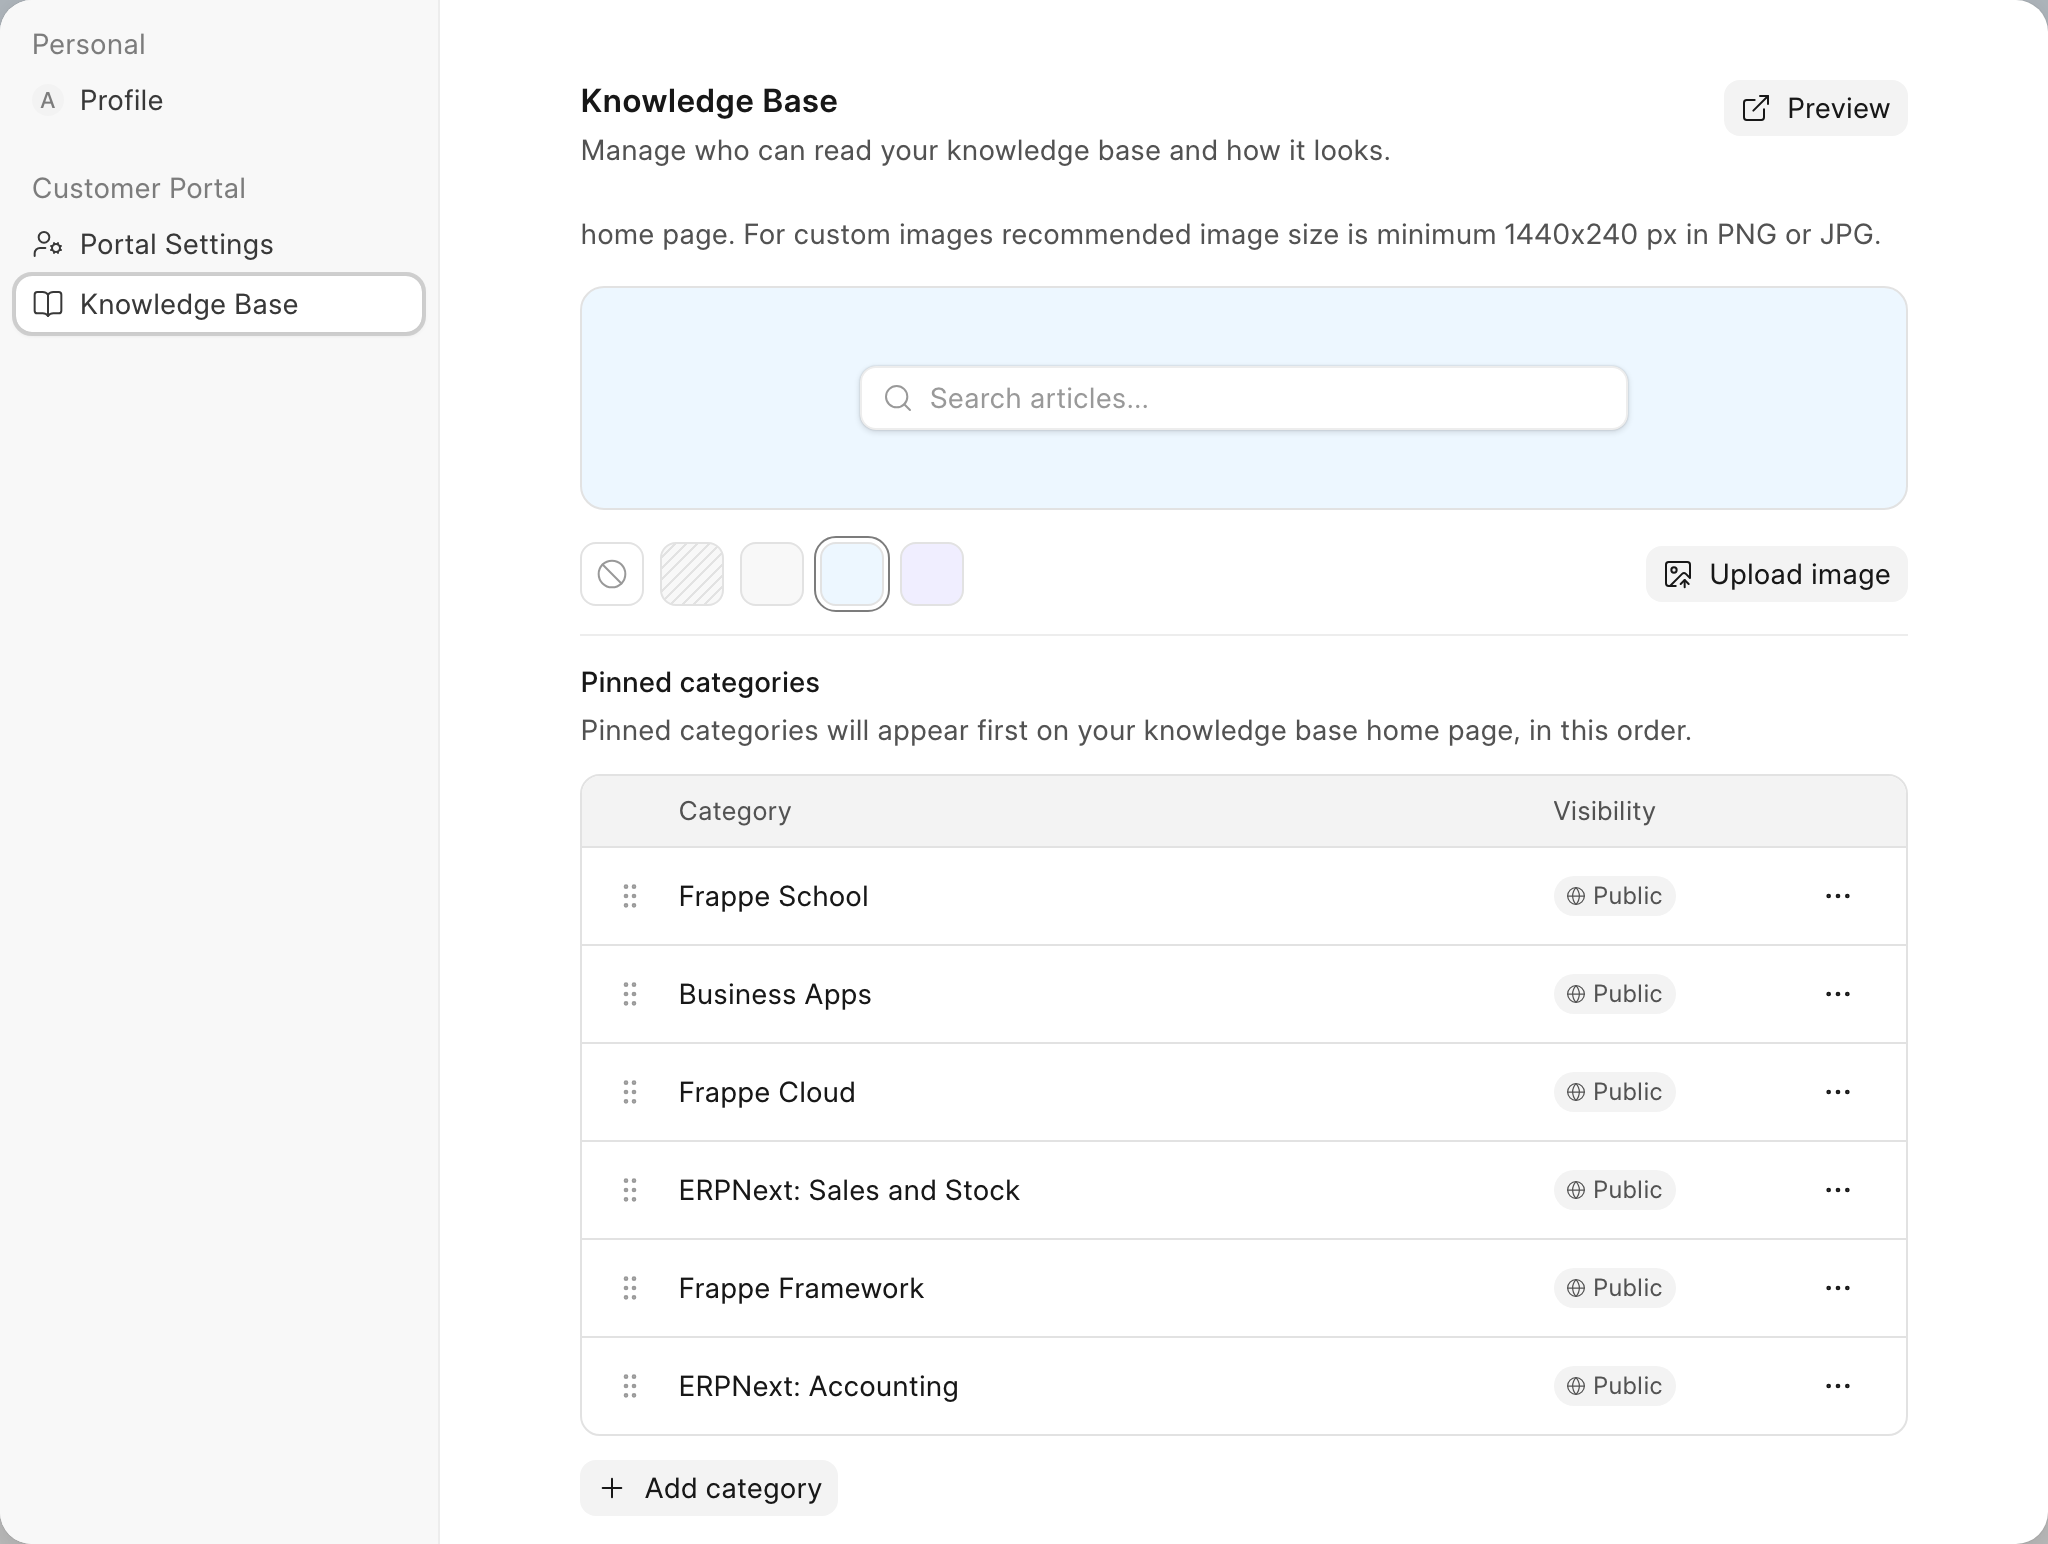 Personal
A Profile
Customer Portal
Portal Settings
Knowledge Base
Knowledge Base
Preview
Manage who can read your knowledge base and how it looks.
home page. For custom images recommended image size is minimum 1440x240 px in PNG or JPG.
Search articles...
Upload image
Pinned categories
Pinned categories will appear first on your knowledge base home page, in this order.
Category Visibility
Frappe School Public
Business Apps Public
Frappe Cloud Public
ERPNext: Sales and Stock Public
Frappe Framework Public
ERPNext: Accounting Public
Add category